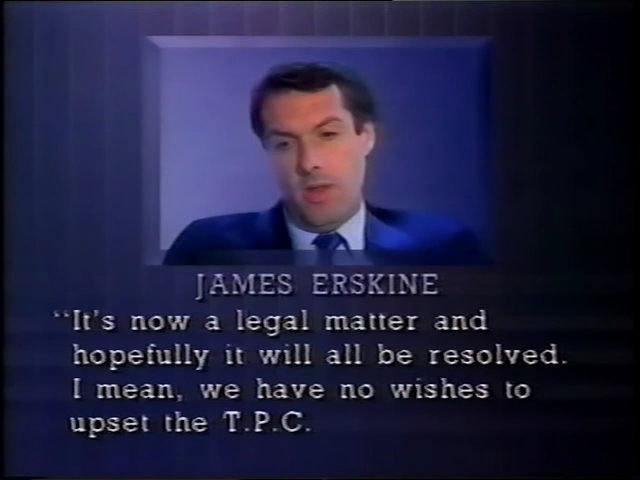 JAMES ERSKINE
“It's now a legal matter and
hopefully it will all be resolved.
I mean, we have no wishes to
upset the T.P.C.